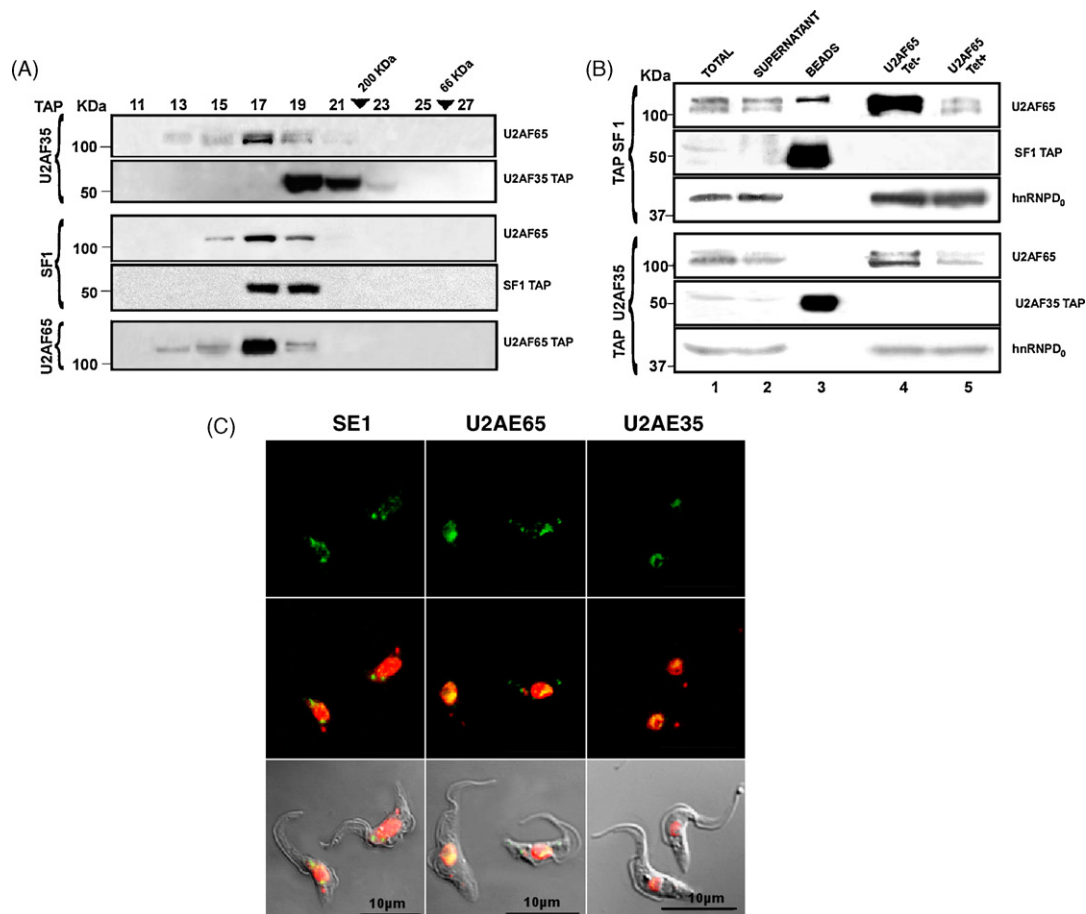 (A)
200 KDa
66 KDa
TAP KDa 11 13 15 17 19 21 23 25 27
U2AF35
100
U2AF65
50
U2AF35 TAP
SF1
100
U2AF65
50
SF1 TAP
U2AF65
100
U2AF65 TAP
(B)
KDa
TOTAL
SUPERNATANT
BEADS
U2AF65 Tet-
U2AF65 Tet+
TAP SF 1
100
U2AF65
50
SF1 TAP
37
hnRNPD0
TAP U2AF35
100
U2AF65
50
U2AF35 TAP
37
hnRNPD0
1 2 3 4 5
(C)
SE1 U2AE65 U2AE35
10µm 10µm 10µm